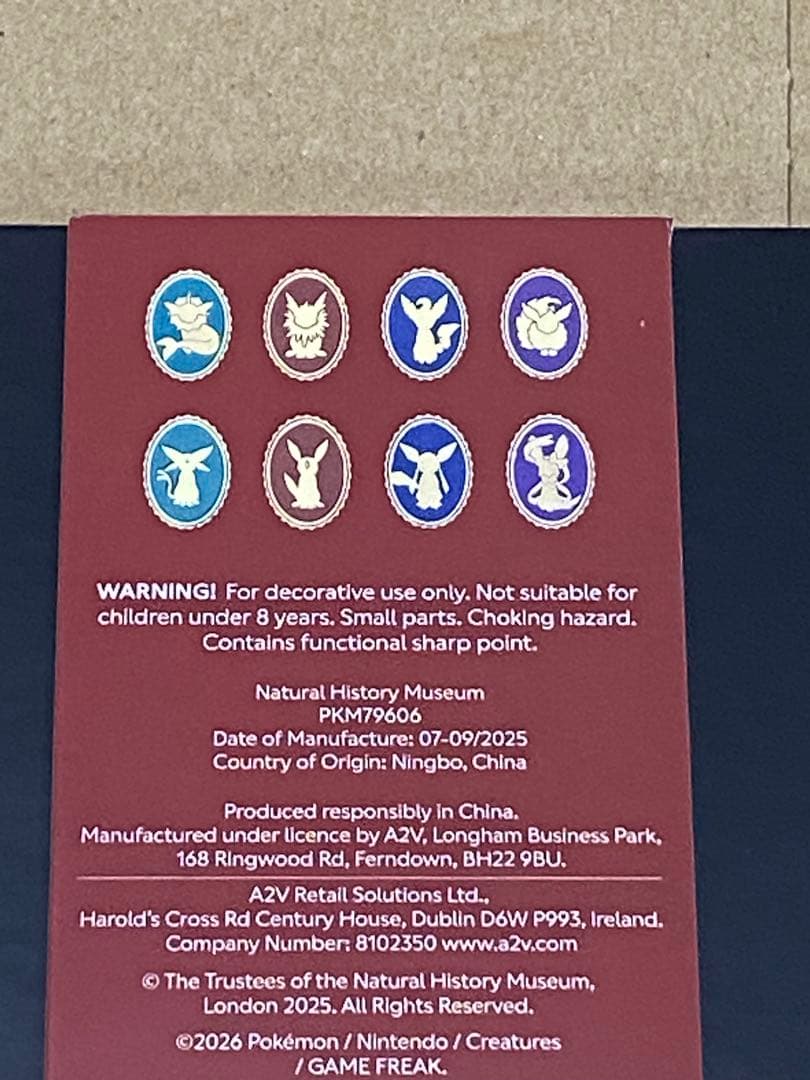 WARNING! For decorative use only. Not suitable for
children under 8 years. Small parts. Choking hazard.
Contains functional sharp point.
Natural History Museum
PKM79606
Date of Manufacture: 07-09/2025
Country of Origin: Ningbo, China
Produced responsibly in China.
Manufactured under licence by A2V, Longham Business Park,
168 Ringwood Rd, Ferndown, BH22 9BU.
A2V Retail Solutions Ltd.,
Harold's Cross Rd Century House, Dublin D6W P993, Ireland.
Company Number: 8102350 www.a2v.com
© The Trustees of the Natural History Museum,
London 2025. All Rights Reserved.
©2026 Pokémon / Nintendo / Creatures
/ GAME FREAK.